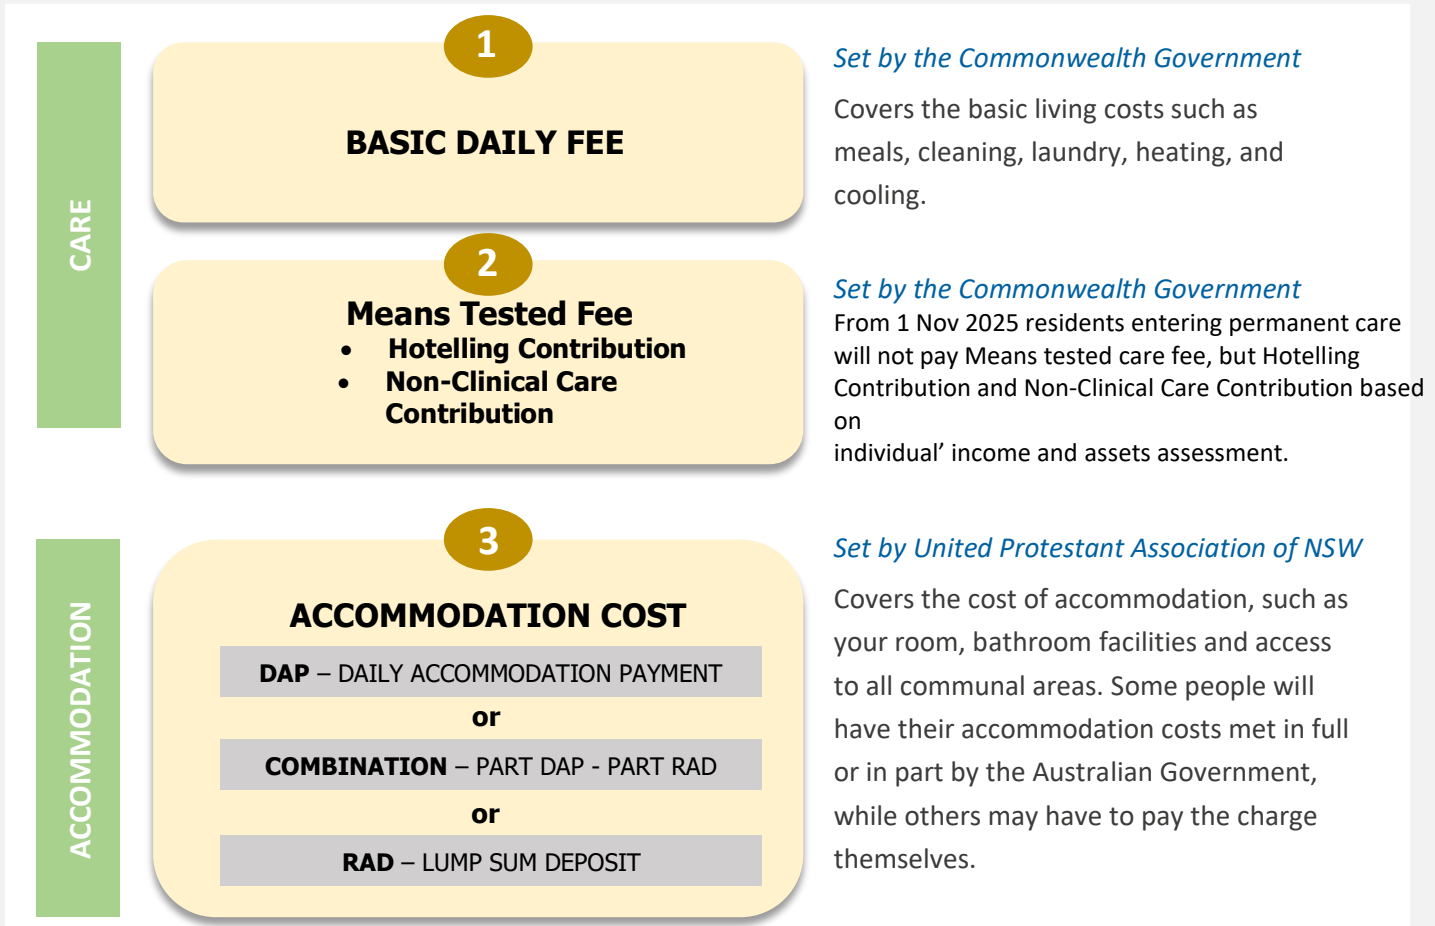 CARE
1
BASIC DAILY FEE
Set by the Commonwealth Government
Covers the basic living costs such as
meals, cleaning, laundry, heating, and
cooling.
2
Means Tested Fee
• Hotelling Contribution
• Non-Clinical Care
Contribution
Set by the Commonwealth Government
From 1 Nov 2025 residents entering permanent care
will not pay Means tested care fee, but Hotelling
Contribution and Non-Clinical Care Contribution based
on
individual’ income and assets assessment.
ACCOMMODATION
3
ACCOMMODATION COST
DAP – DAILY ACCOMMODATION PAYMENT
or
COMBINATION – PART DAP - PART RAD
or
RAD – LUMP SUM DEPOSIT
Set by United Protestant Association of NSW
Covers the cost of accommodation, such as
your room, bathroom facilities and access
to all communal areas. Some people will
have their accommodation costs met in full
or in part by the Australian Government,
while others may have to pay the charge
themselves.